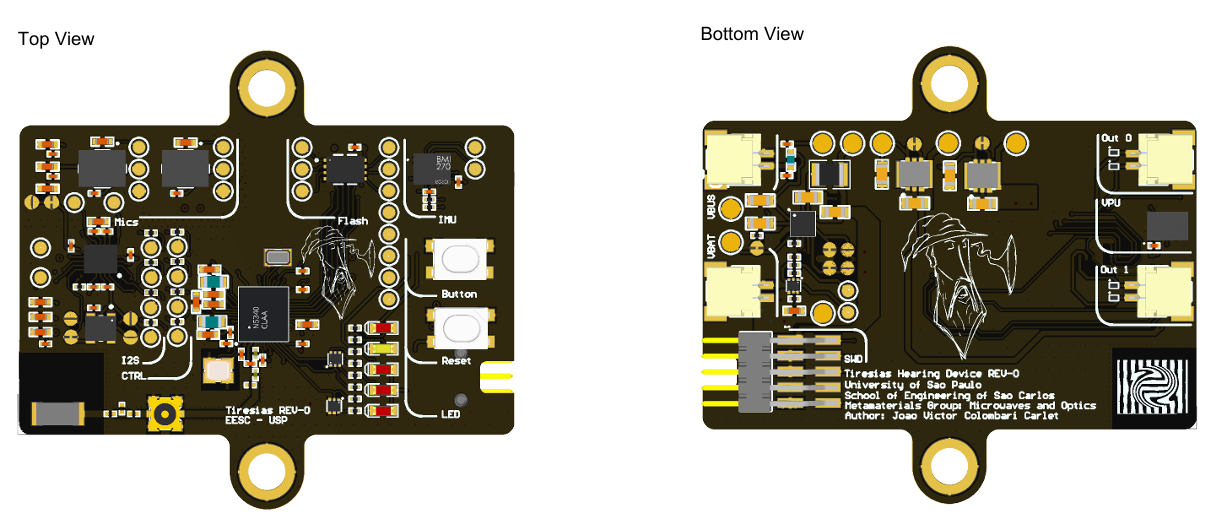 Top View
Bottom View
Mics
Flash
BMI
270
IMU
Button
Reset
LED
I2S
CTRL
N5340
CLAA
Tiresias REV-0
EESC - USP
VBUS
VBAT
Out 0
VPU
Out 1
SWD
Tiresias Hearing Device REV-0
University of Sao Paulo
School of Engineering of Sao Carlos
Metamaterials Group: Microwaves and Optics
Author: Joao Victor Colombari Carlet